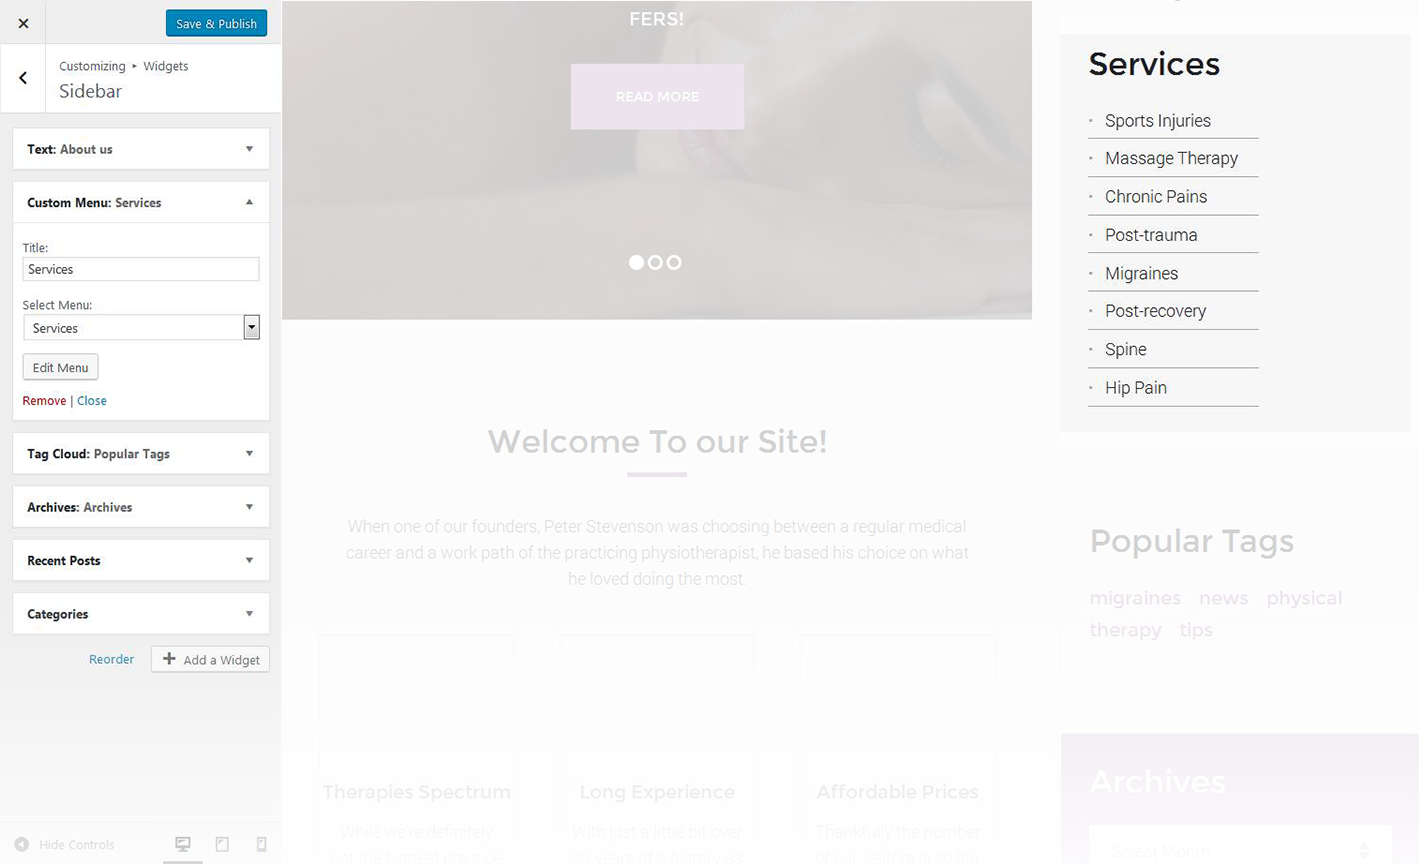 Save & Publish
Customizing ▸ Widgets
Sidebar
Text: About us
Custom Menu: Services
Title:
Services
Select Menu:
Services
Edit Menu
Remove | Close
Tag Cloud: Popular Tags
Archives: Archives
Recent Posts
Categories
Reorder
Add a Widget
Hide Controls
FERS!
READ MORE
Welcome To our Site!
When one of our founders, Peter Stevenson was choosing between a regular medical
career and a work path of the practicing physiotherapist, he based his choice on what
he loved doing the most.
Therapies Spectrum
While we're definitely
not the biggest practice
Long Experience
With just a little bit over
30 years of a history as
Affordable Prices
Thankfully the number
of our visitors is so big
Services
Sports Injuries
Massage Therapy
Chronic Pains
Post-trauma
Migraines
Post-recovery
Spine
Hip Pain
Popular Tags
migraines news physical
therapy tips
Archives
Select Month